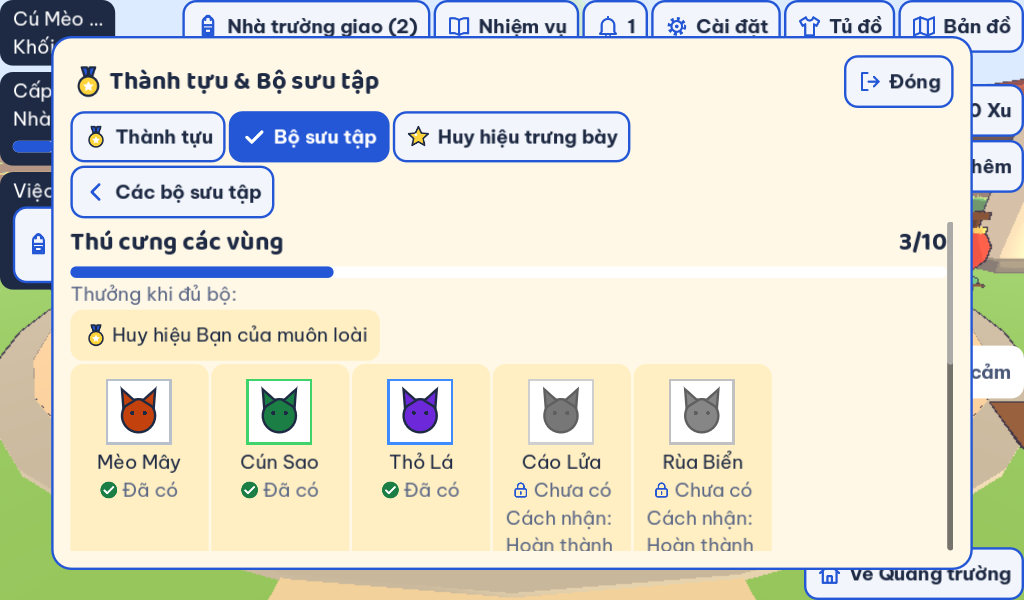 Cú Mèo ...
Khối
Nhà trường giao (2)
Nhiệm vụ
1
Cài đặt
Tủ đồ
Bản đồ
Cấp
Nhà
Xu
Việc
Thành tựu & Bộ sưu tập
Đóng
Thành tựu
Bộ sưu tập
Huy hiệu trưng bày
Các bộ sưu tập
Thú cưng các vùng
3/10
Thưởng khi đủ bộ:
Huy hiệu Bạn của muôn loài
cảm
Mèo Mây
Cún Sao
Thỏ Lá
Cáo Lửa
Rùa Biển
Đã có
Đã có
Đã có
Chưa có
Chưa có
Cách nhận:
Cách nhận:
Hoàn thành
Hoàn thành
Về Quảng trường